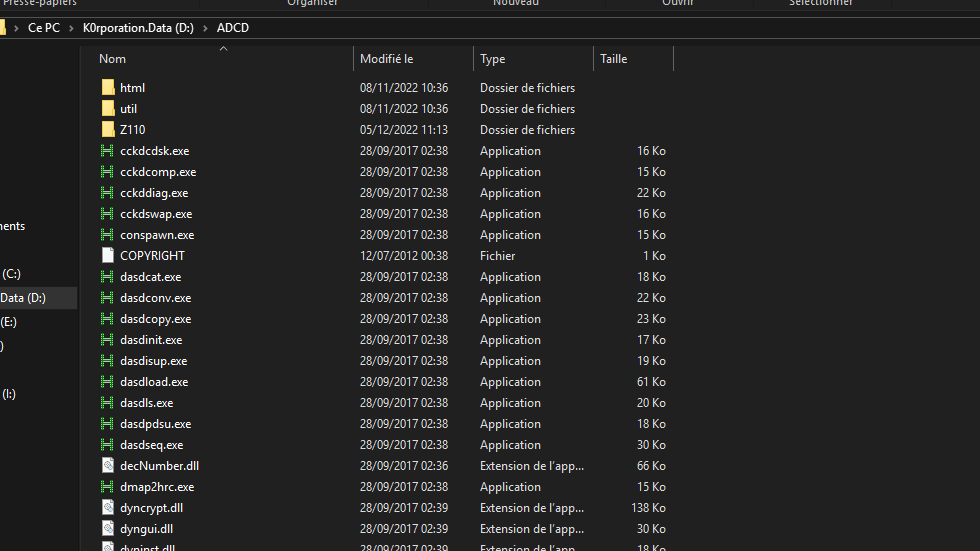 Presse-papiers Organiser Nouveau Ouvrir Sélectionner
Ce PC > K0rporation.Data (D:) > ADCD
Nom Modifié le Type Taille
html 08/11/2022 10:36 Dossier de fichiers
util 08/11/2022 10:36 Dossier de fichiers
Z110 05/12/2022 11:13 Dossier de fichiers
cckdcdsk.exe 28/09/2017 02:38 Application 16 Ko
cckdcomp.exe 28/09/2017 02:38 Application 15 Ko
cckddiag.exe 28/09/2017 02:38 Application 22 Ko
cckdswap.exe 28/09/2017 02:38 Application 16 Ko
ments
conspawn.exe 28/09/2017 02:38 Application 15 Ko
COPYRIGHT 12/07/2012 00:38 Fichier 1 Ko
(C:)
dasdcat.exe 28/09/2017 02:38 Application 18 Ko
Data (D:)
dasdconv.exe 28/09/2017 02:38 Application 22 Ko
(E:)
dasdcopy.exe 28/09/2017 02:38 Application 23 Ko
dasdinit.exe 28/09/2017 02:38 Application 17 Ko
)
dasdisup.exe 28/09/2017 02:38 Application 19 Ko
dasdload.exe 28/09/2017 02:38 Application 61 Ko
(I:)
dasdls.exe 28/09/2017 02:38 Application 20 Ko
dasdpdsu.exe 28/09/2017 02:38 Application 18 Ko
dasdseq.exe 28/09/2017 02:38 Application 30 Ko
decNumber.dll 28/09/2017 02:36 Extension de l'app... 66 Ko
dmap2hrc.exe 28/09/2017 02:38 Application 15 Ko
dyncrypt.dll 28/09/2017 02:39 Extension de l'app... 138 Ko
dyngui.dll 28/09/2017 02:39 Extension de l'app... 30 Ko
dyninst.dll 28/09/2017 02:39 Extension de l'app... 18 Ko